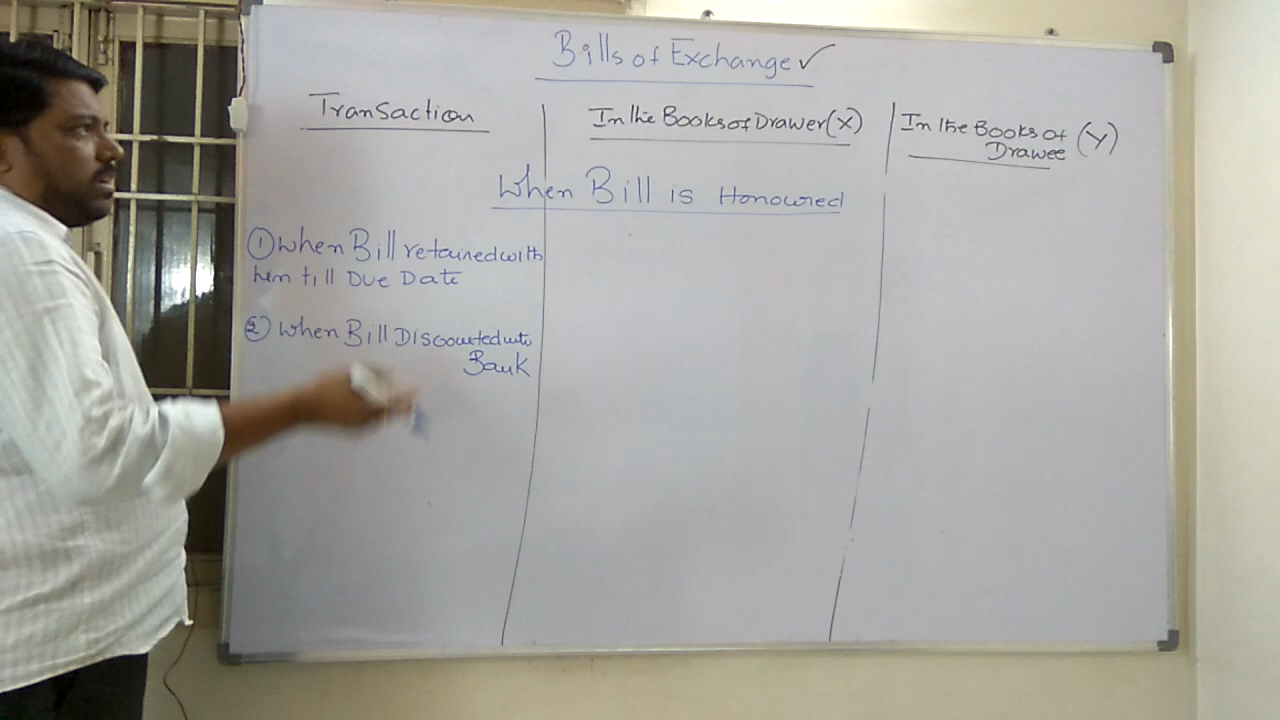 Bills of Exchange ✓
Transaction
In the Books of Drawer (X)
In the Books of Drawee (Y)
When Bill is Honoured
① When Bill retained with
him till Due Date
② When Bill Discounted with
Bank